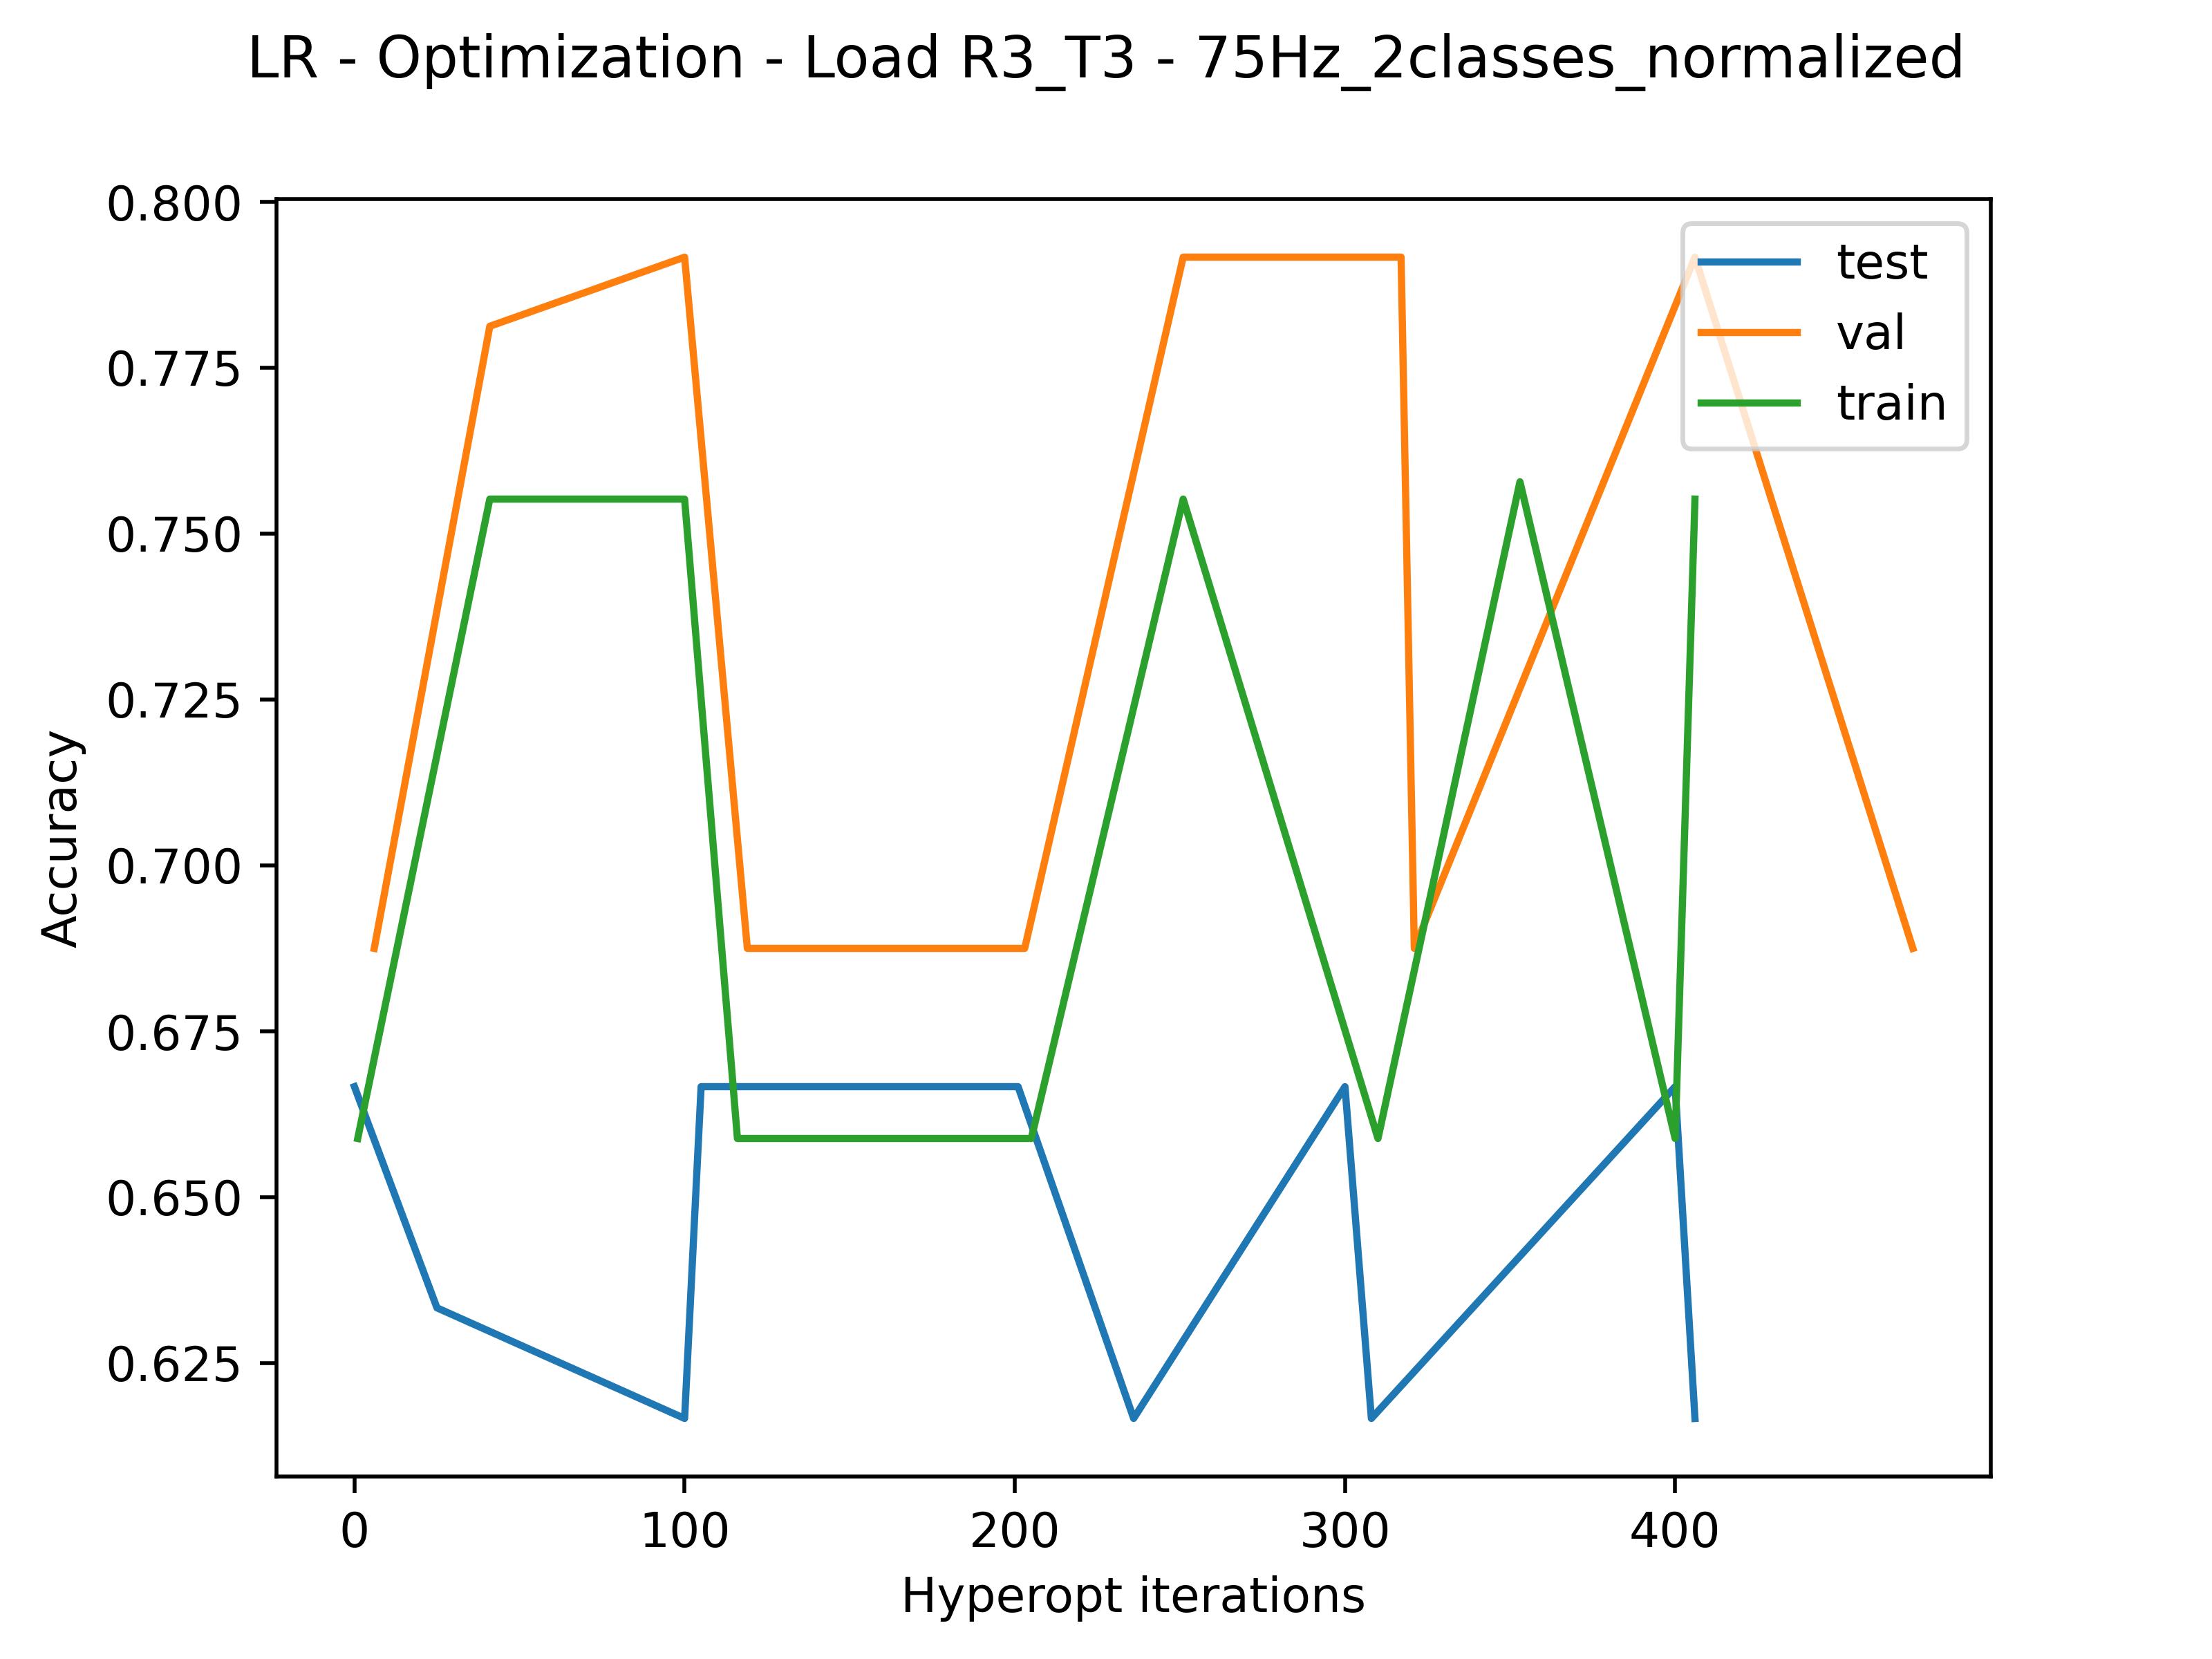 LR - Optimization - Load R3_T3 - 75Hz_2classes_normalized
0.800
0.775
0.750
0.725
0.700
0.675
0.650
0.625
Accuracy
test
val
train
0 100 200 300 400
Hyperopt iterations